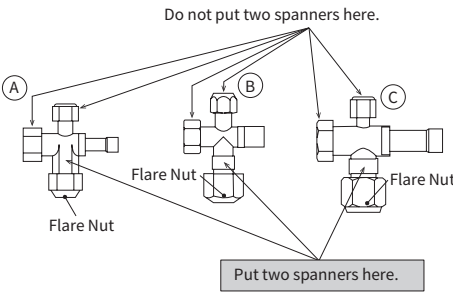 Do not put two spanners here.
A
B
C
Flare Nut
Flare Nut
Flare Nut
Put two spanners here.